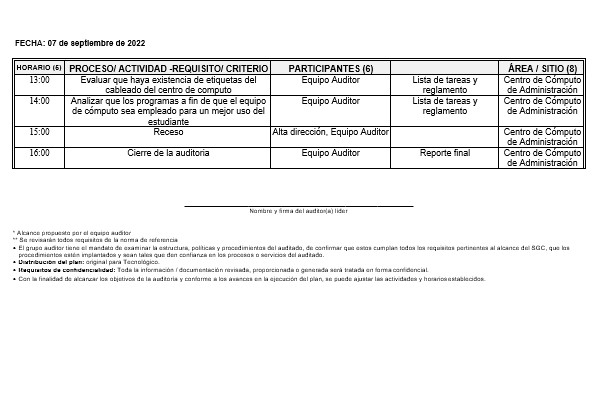 FECHA: 07 de septiembre de 2022
HORARIO (5) PROCESO/ ACTIVIDAD -REQUISITO/ CRITERIO PARTICIPANTES (6) ÁREA / SITIO (8)
13:00 Evaluar que haya existencia de etiquetas del Equipo Auditor Lista de tareas y Centro de Cómputo
cableado del centro de computo reglamento de Administración
14:00 Analizar que los programas a fin de que el equipo Equipo Auditor Lista de tareas y Centro de Cómputo
de cómputo sea empleado para un mejor uso del reglamento de Administración
estudiante
15:00 Receso Alta dirección, Equipo Auditor Centro de Cómputo
de Administración
16:00 Cierre de la auditoria Equipo Auditor Reporte final Centro de Cómputo
de Administración
Nombre y firma del auditor(a) líder
* Alcance propuesto por el equipo auditor
** Se revisarán todos requisitos de la norma de referencia
• El grupo auditor tiene el mandato de examinar la estructura, políticas y procedimientos del auditado, de confirmar que estos cumplan todos los requisitos pertinentes al alcance del SGC, que los
procedimientos estén implantados y sean tales que den confianza en los procesos o servicios del auditado.
• Distribución del plan: original para Tecnológico.
• Requisitos de confidencialidad: Toda la información / documentación revisada, proporcionada o generada será tratada en forma confidencial.
• Con la finalidad de alcanzar los objetivos de la auditoría y conforme a los avances en la ejecución del plan, se puede ajustar las actividades y horarios establecidos.